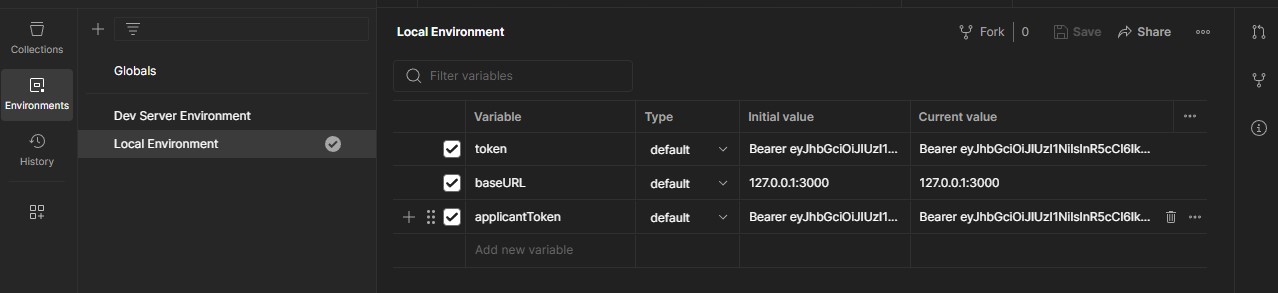 Collections
Environments
History
Globals
Dev Server Environment
Local Environment
Local Environment
Fork
0
Save
Share
Filter variables
Variable Type Initial value Current value
token default Bearer eyJhbGciOiJIUzI1... Bearer eyJhbGciOiJIUzI1NiIsInR5cCI6Ik...
baseURL default 127.0.0.1:3000 127.0.0.1:3000
applicantToken default Bearer eyJhbGciOiJIUzI1... Bearer eyJhbGciOiJIUzI1NiIsInR5cCI6Ik...
Add new variable